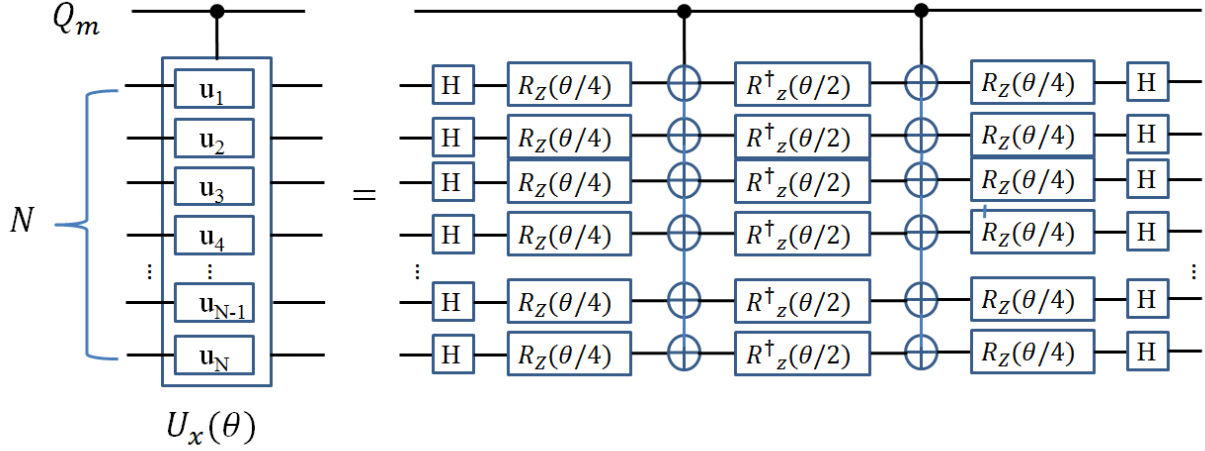 Q_m
u_1 H R_Z(θ/4) R^†_z(θ/2) R_Z(θ/4) H
u_2 H R_Z(θ/4) R^†_z(θ/2) R_Z(θ/4) H
u_3 H R_Z(θ/4) R^†_z(θ/2) R_Z(θ/4) H
N =
u_4 H R_Z(θ/4) R^†_z(θ/2) R_Z(θ/4) H
⋮ ⋮ ⋮ ⋮
u_{N-1} H R_Z(θ/4) R^†_z(θ/2) R_Z(θ/4) H
u_N H R_Z(θ/4) R^†_z(θ/2) R_Z(θ/4) H
U_x(θ)